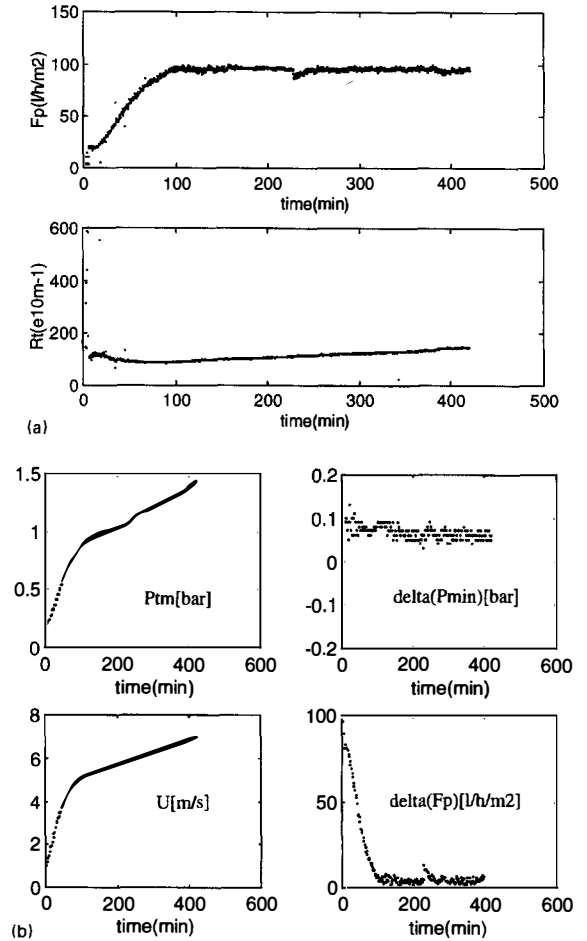 150
100
50
0
Fp(l/h/m2)
0 100 200 300 400 500
time(min)
600
400
200
0
Rt(e10m-1)
0 100 200 300 400 500
time(min)
(a)
1.5
1
0.5
0
Ptm[bar]
0 200 400 600
time(min)
0.2
0.1
0
-0.1
-0.2
delta(Pmin)[bar]
0 200 400 600
time(min)
8
6
4
2
0
U[m/s]
0 200 400 600
time(min)
100
50
0
delta(Fp)[l/h/m2]
0 200 400 600
time(min)
(b)